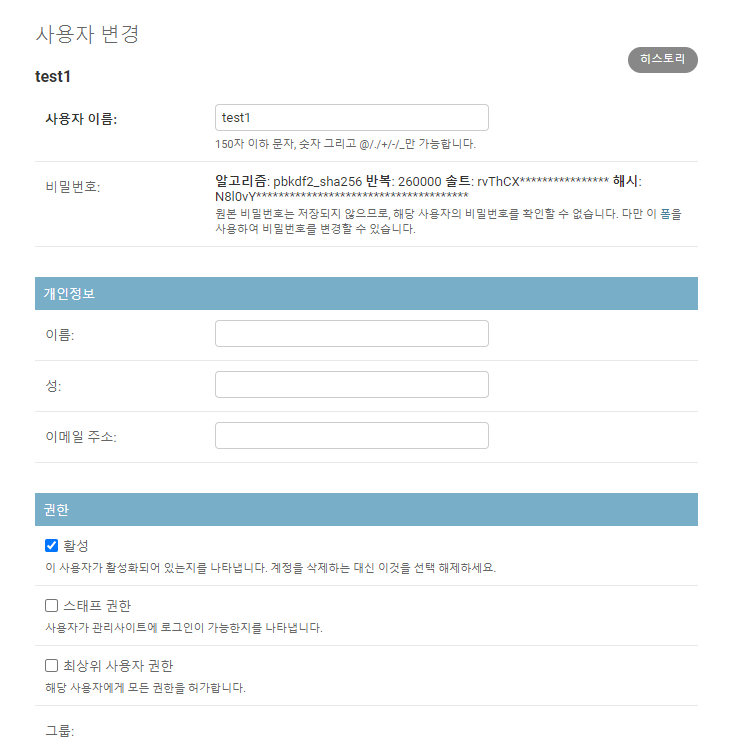 사용자 변경
히스토리
test1
사용자 이름:
test1
150자 이하 문자, 숫자 그리고 @/./+/-/_만 가능합니다.
비밀번호:
알고리즘: pbkdf2_sha256 반복: 260000 솔트: rvThCX**************** 해시:
N8l0vY**************************************
원본 비밀번호는 저장되지 않으므로, 해당 사용자의 비밀번호를 확인할 수 없습니다. 다만 이 폼을
사용하여 비밀번호를 변경할 수 있습니다.
개인정보
이름:
성:
이메일 주소:
권한
활성
이 사용자가 활성화되어 있는지를 나타냅니다. 계정을 삭제하는 대신 이것을 선택 해제하세요.
스태프 권한
사용자가 관리사이트에 로그인이 가능한지를 나타냅니다.
최상위 사용자 권한
해당 사용자에게 모든 권한을 허가합니다.
그룹: